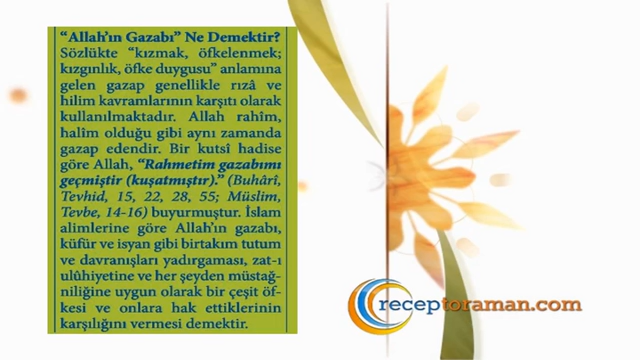 “Allah’ın Gazabı” Ne Demektir?
Sözlükte “kızmak, öfkelenmek;
kızgınlık, öfke duygusu” anlamına
gelen gazap genellikle rızâ ve
hilim kavramlarının karşıtı olarak
kullanılmaktadır. Allah rahîm,
halîm olduğu gibi aynı zamanda
gazap edendir. Bir kutsî hadise
göre Allah, “Rahmetim gazabımı
geçmiştir (kuşatmıştır).” (Buhârî,
Tevhid, 15, 22, 28, 55; Müslim,
Tevbe, 14-16) buyurmuştur. İslam
alimlerine göre Allah’ın gazabı,
küfür ve isyan gibi birtakım tutum
ve davranışları yadırgaması, zat-ı
ulûhiyetine ve her şeyden müstağ-
niliğine uygun olarak bir çeşit öf-
kesi ve onlara hak ettiklerinin
karşılığını vermesi demektir.
receptoraman.com